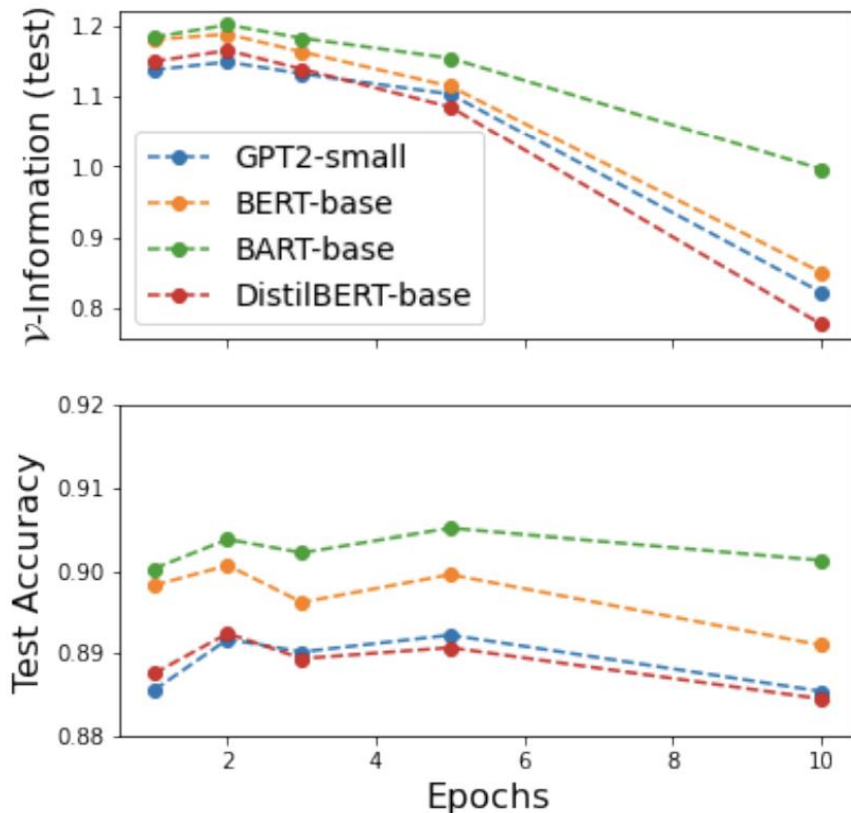 1.2
1.1
1.0
0.9
0.8
𝒱-Information (test)
GPT2-small
BERT-base
BART-base
DistilBERT-base
0.92
0.91
0.90
0.89
0.88
Test Accuracy
2 4 6 8 10
Epochs